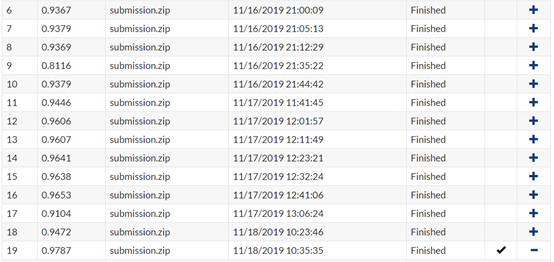 6 0.9367 submission.zip 11/16/2019 21:00:09 Finished
7 0.9379 submission.zip 11/16/2019 21:05:13 Finished
8 0.9369 submission.zip 11/16/2019 21:12:29 Finished
9 0.8116 submission.zip 11/16/2019 21:35:22 Finished
10 0.9379 submission.zip 11/16/2019 21:44:42 Finished
11 0.9446 submission.zip 11/17/2019 11:41:45 Finished
12 0.9606 submission.zip 11/17/2019 12:01:57 Finished
13 0.9607 submission.zip 11/17/2019 12:11:49 Finished
14 0.9641 submission.zip 11/17/2019 12:23:21 Finished
15 0.9638 submission.zip 11/17/2019 12:32:24 Finished
16 0.9653 submission.zip 11/17/2019 12:41:06 Finished
17 0.9104 submission.zip 11/17/2019 13:06:24 Finished
18 0.9472 submission.zip 11/18/2019 10:23:46 Finished
19 0.9787 submission.zip 11/18/2019 10:35:35 Finished